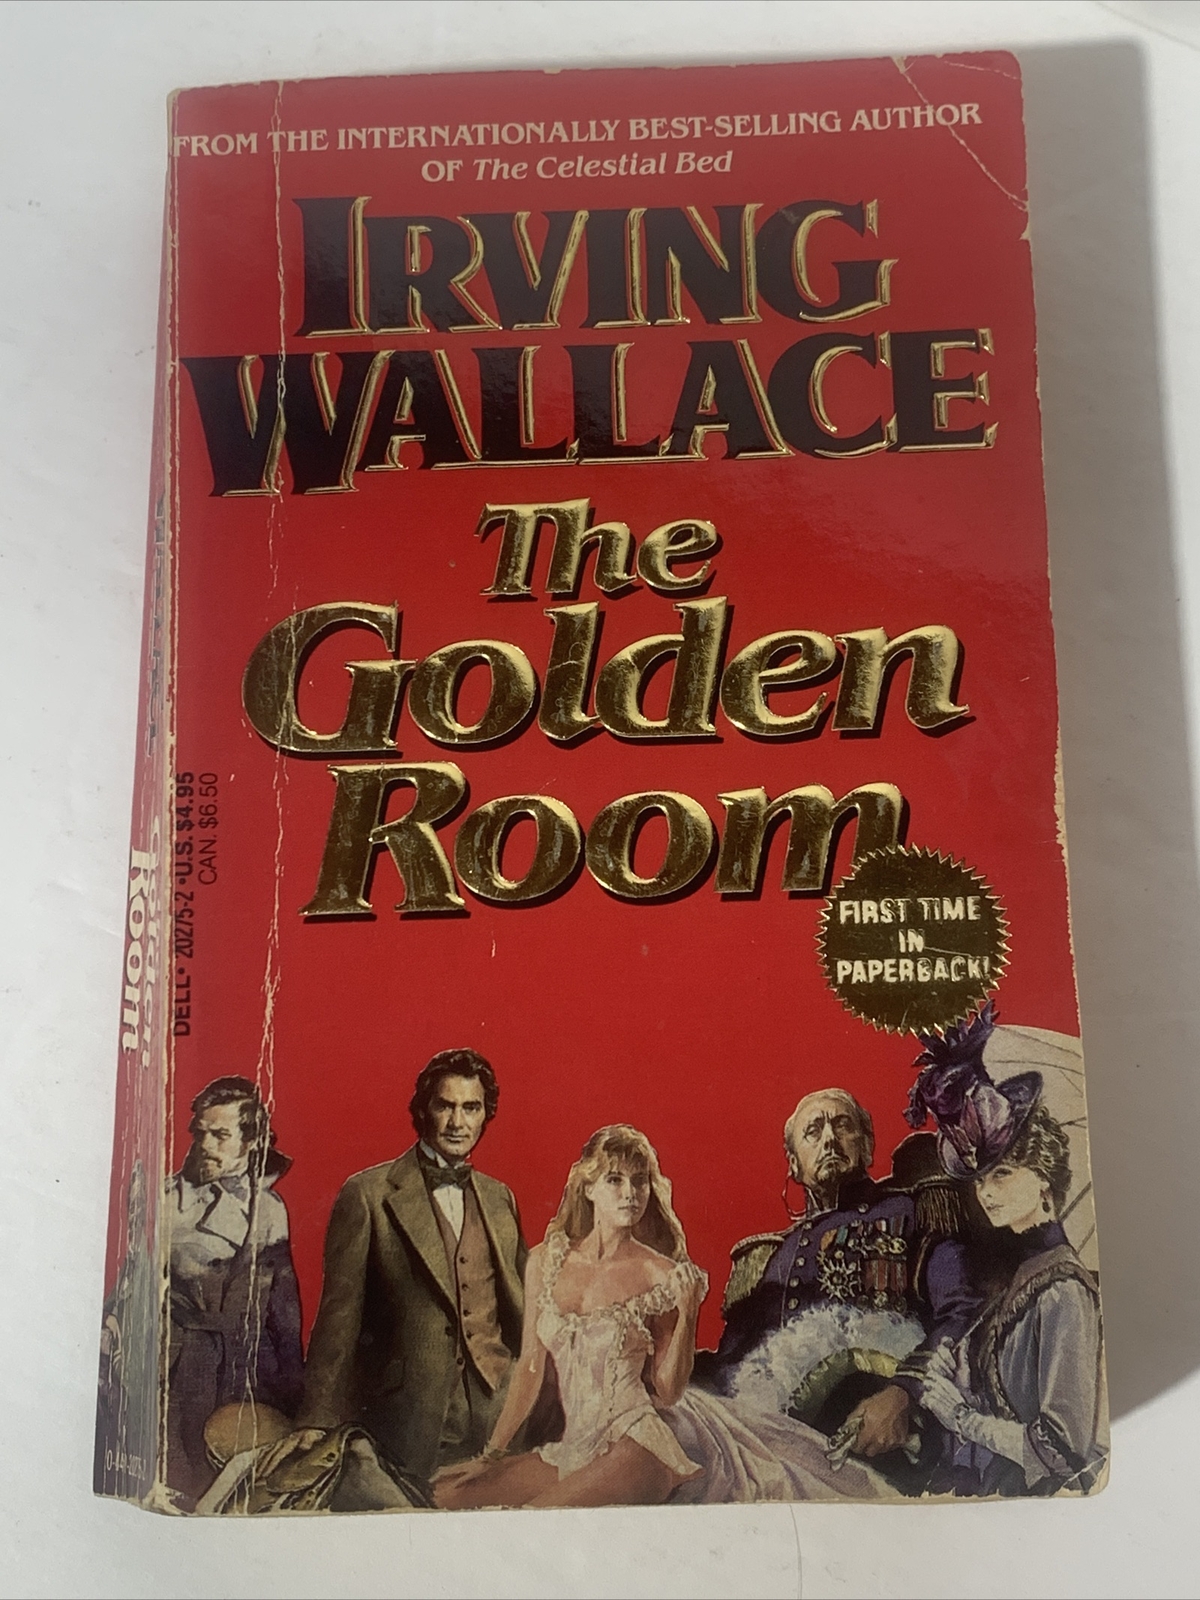 FROM THE INTERNATIONALLY BEST-SELLING AUTHOR
OF The Celestial Bed
IRVING
WALLACE
The
Golden
Room
FIRST TIME
IN
PAPERBACK!
DELL • 20275-2 • U.S. $4.95
CAN. $6.50
Golden
Room